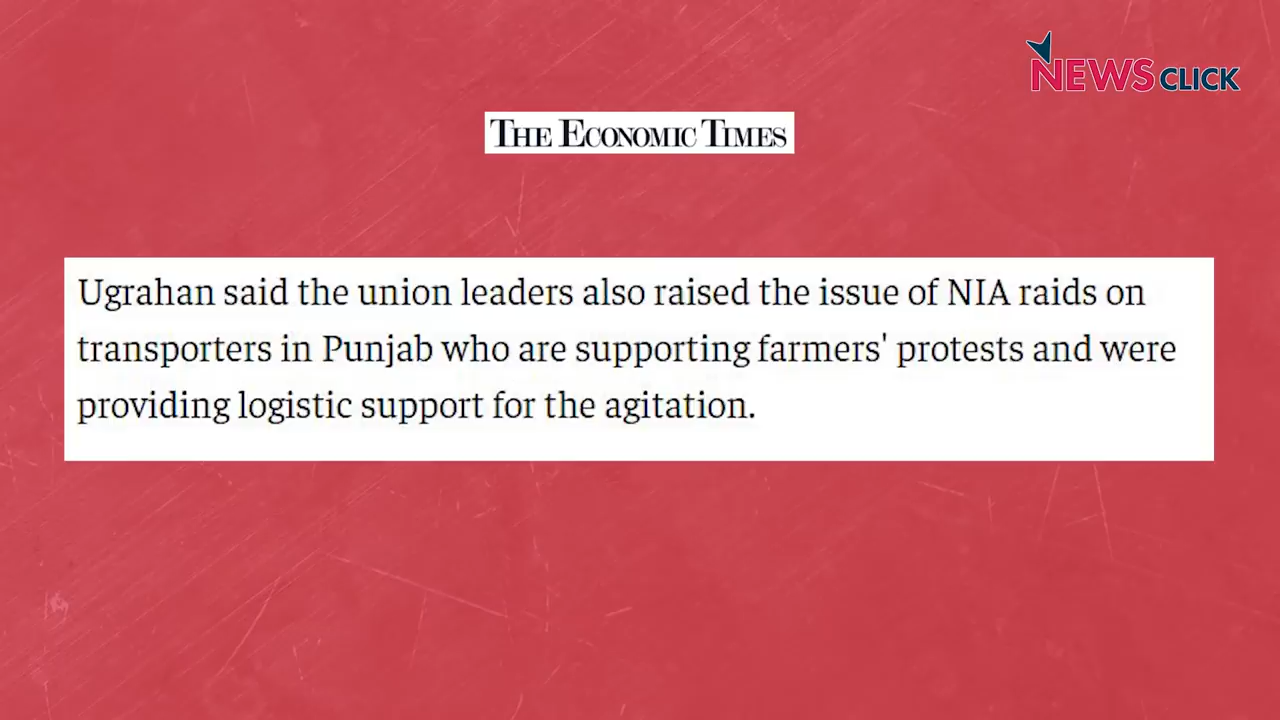 NEWSCLICK
THE ECONOMIC TIMES
Ugrahan said the union leaders also raised the issue of NIA raids on
transporters in Punjab who are supporting farmers' protests and were
providing logistic support for the agitation.